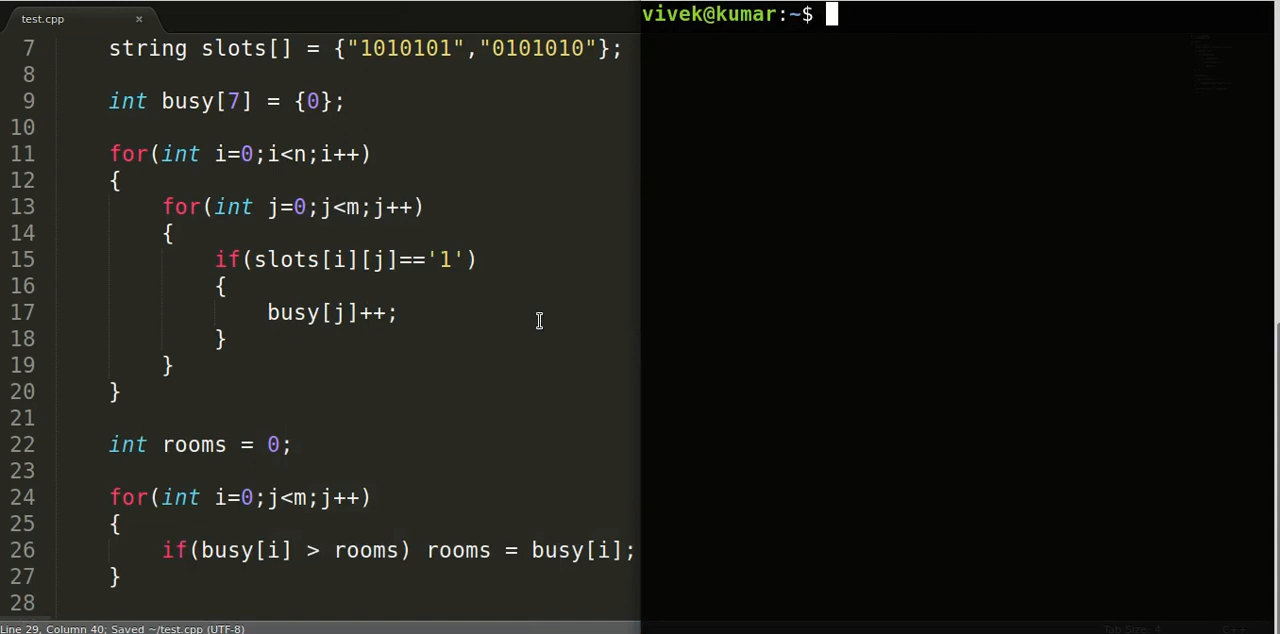 test.cpp ×
vivek@kumar:~$
7 string slots[] = {"1010101","0101010"};
8
9 int busy[7] = {0};
10
11 for(int i=0;i<n;i++)
12 {
13 for(int j=0;j<m;j++)
14 {
15 if(slots[i][j]=='1')
16 {
17 busy[j]++;
18 }
19 }
20 }
21
22 int rooms = 0;
23
24 for(int i=0;j<m;j++)
25 {
26 if(busy[i] > rooms) rooms = busy[i];
27 }
28
Line 29, Column 40; Saved ~/test.cpp (UTF-8)
Tab Size: 4 C++